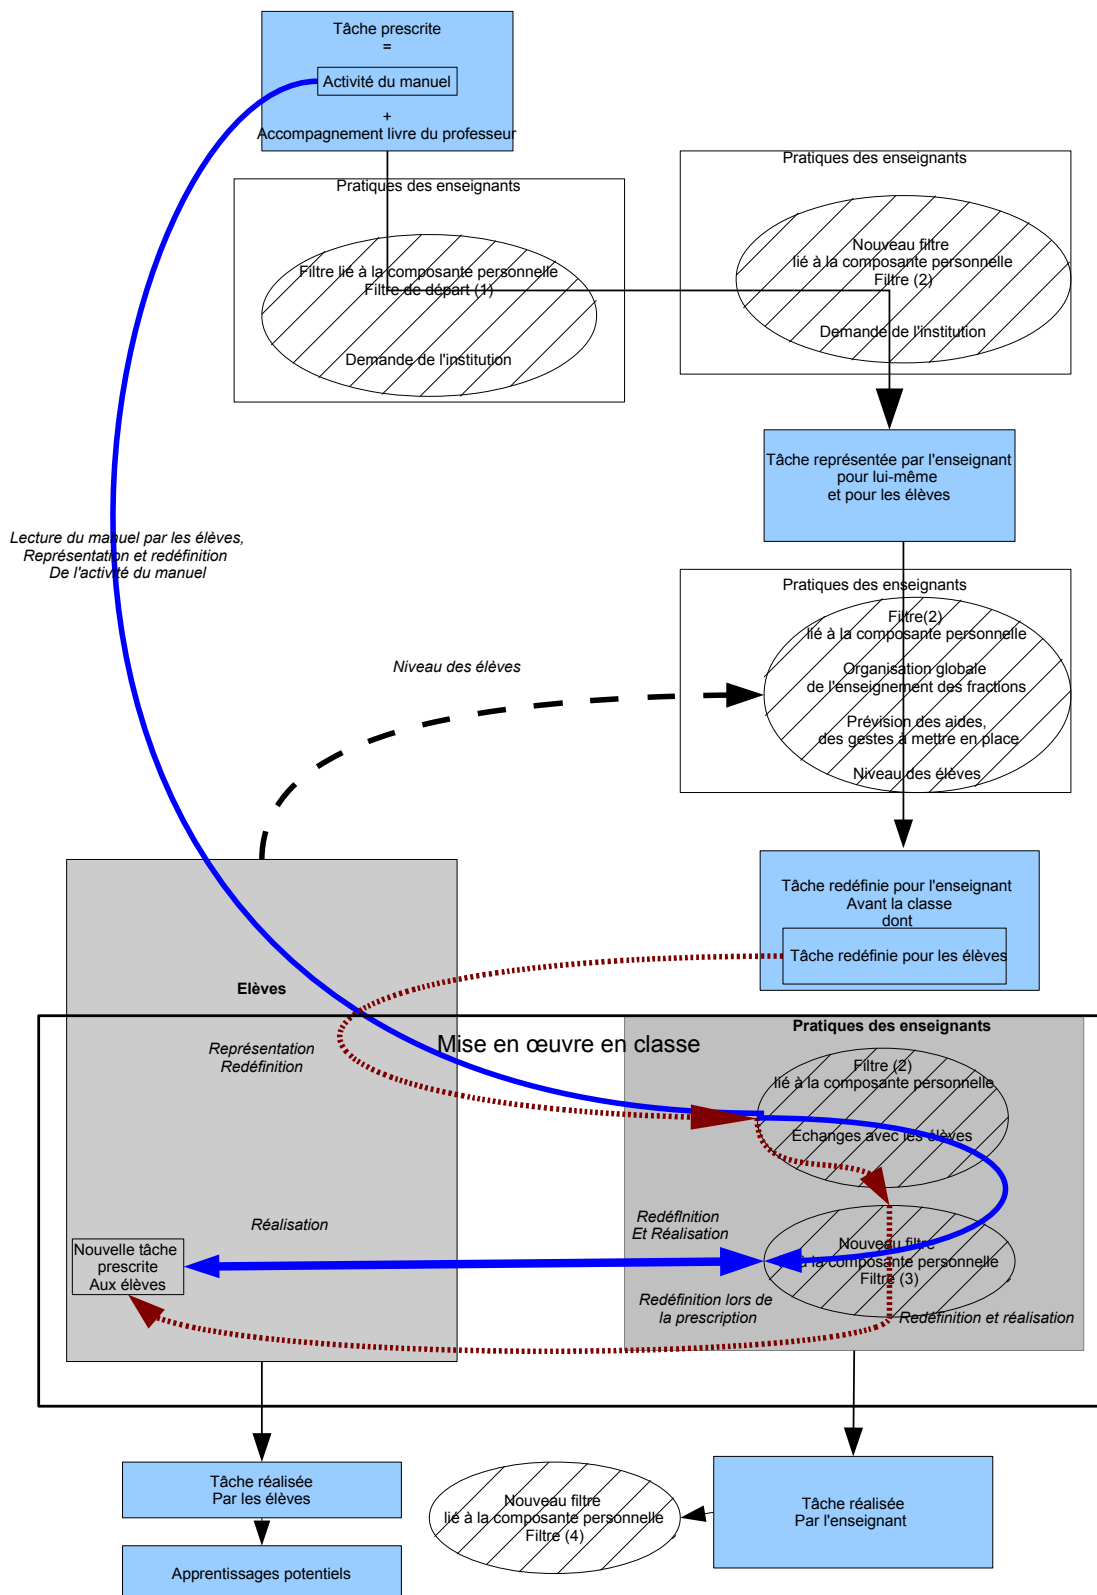 Tâche prescrite
=
Activité du manuel
+
Accompagnement livre du professeur
Pratiques des enseignants
Filtre lié à la composante personnelle
Filtre de départ (1)
Demande de l'institution
Pratiques des enseignants
Nouveau filtre
lié à la composante personnelle
Filtre (2)
Demande de l'institution
Tâche représentée par l'enseignant
pour lui-même
et pour les élèves
Lecture du manuel par les élèves,
Représentation et redéfinition
De l'activité du manuel
Pratiques des enseignants
Filtre(2)
lié à la composante personnelle
Organisation globale
de l'enseignement des fractions
Prévision des aides,
des gestes à mettre en place
Niveau des élèves
Niveau des élèves
Tâche redéfinie pour l'enseignant
Avant la classe
dont
Tâche redéfinie pour les élèves
Elèves
Mise en œuvre en classe
Représentation
Redéfinition
Pratiques des enseignants
Filtre (2)
lié à la composante personnelle
Echanges avec les élèves
Réalisation
Redéfinition
Et Réalisation
Nouvelle tâche
prescrite
Aux élèves
Nouveau filtre
à la composante personnelle
Filtre (3)
Redéfinition lors de
la prescription
Redéfinition et réalisation
Tâche réalisée
Par les élèves
Apprentissages potentiels
Nouveau filtre
lié à la composante personnelle
Filtre (4)
Tâche réalisée
Par l'enseignant